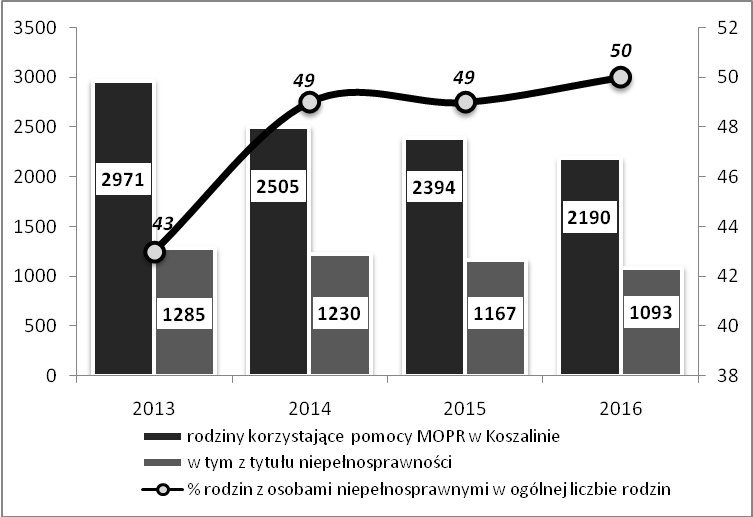 3500 52
3000 50
2500 48
2000 46
1500 44
1000 42
500 40
0 38
43 49 49 50
2971 2505 2394 2190
1285 1230 1167 1093
2013 2014 2015 2016
rodziny korzystające pomocy MOPR w Koszalinie
w tym z tytułu niepełnosprawności
% rodzin z osobami niepełnosprawnymi w ogólnej liczbie rodzin